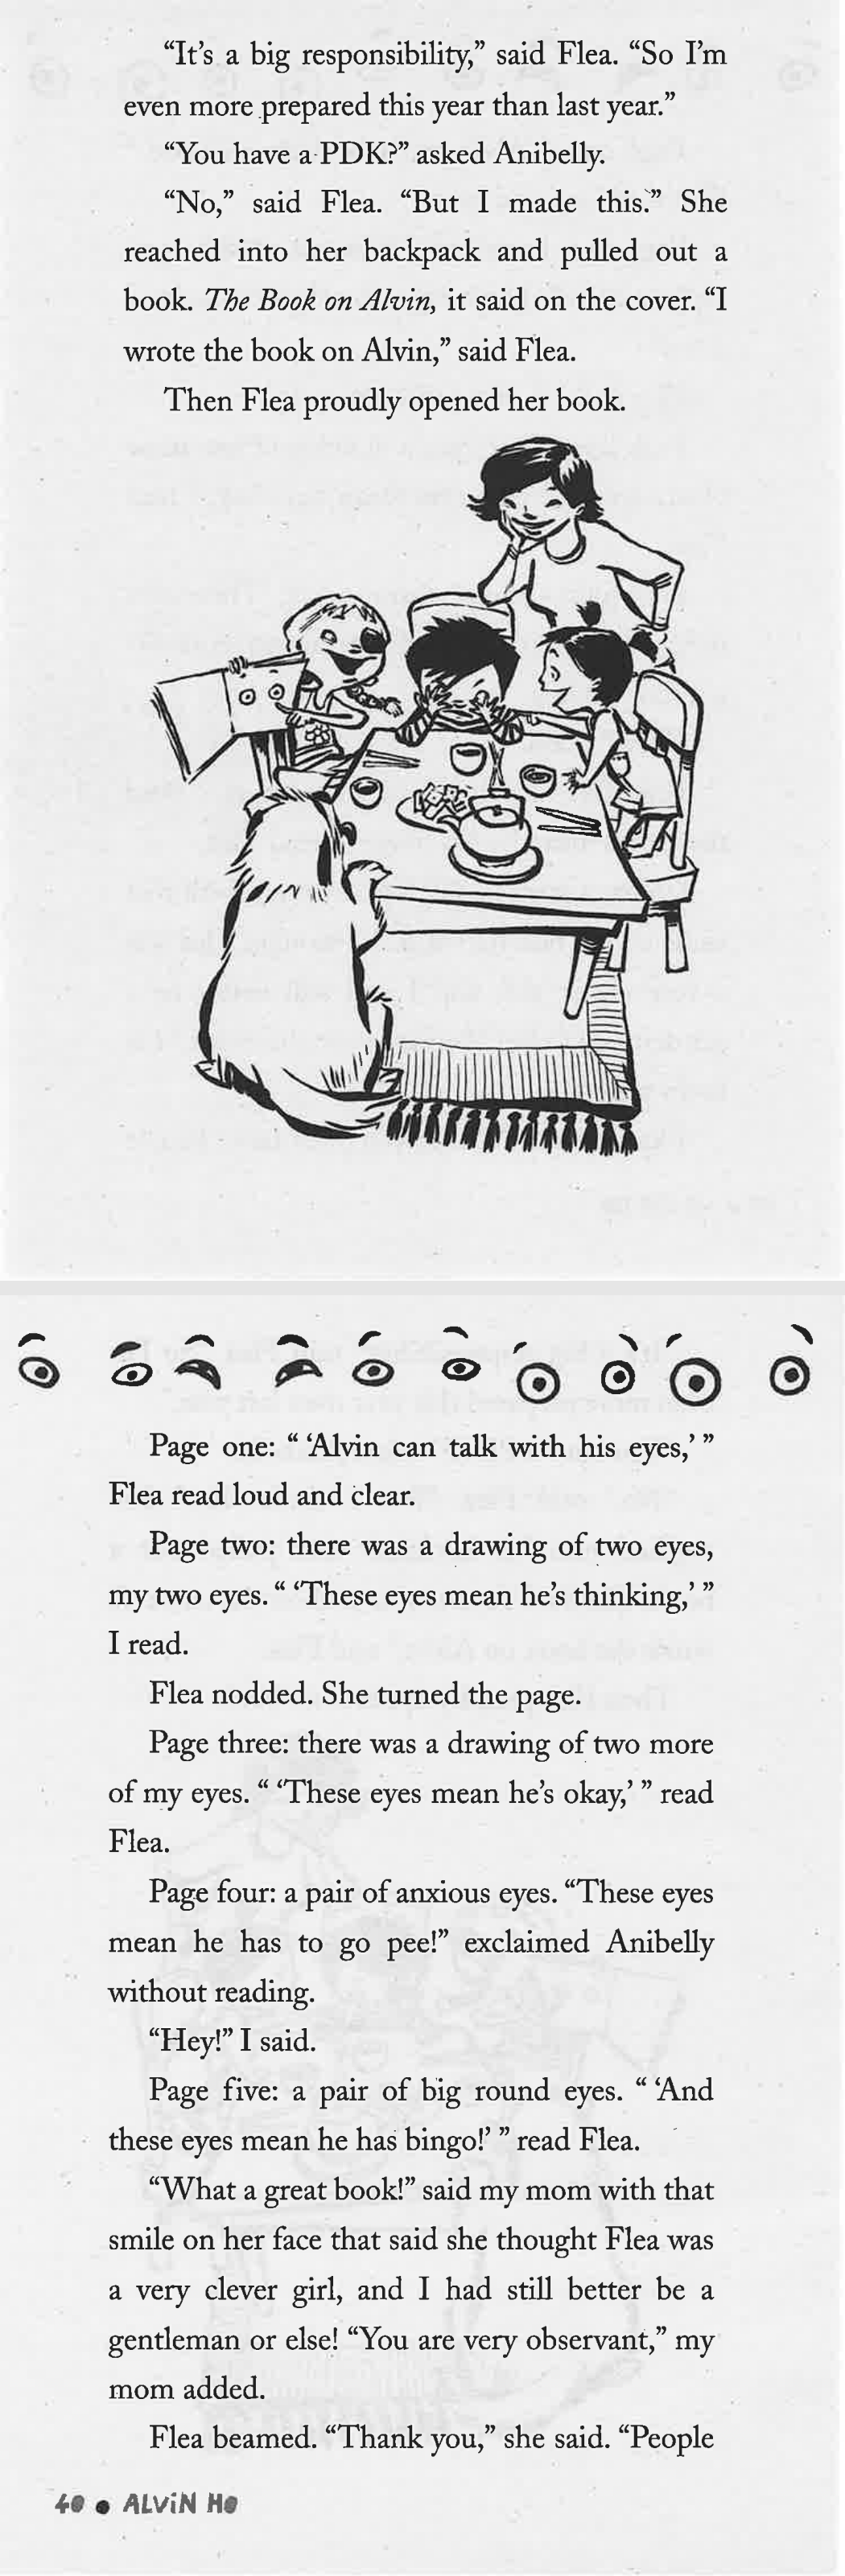 “It’s a big responsibility,” said Flea. “So I’m
even more prepared this year than last year.”
“You have a PDK?” asked Anibelly.
“No,” said Flea. “But I made this.” She
reached into her backpack and pulled out a
book. The Book on Alvin, it said on the cover. “I
wrote the book on Alvin,” said Flea.
Then Flea proudly opened her book.
Page one: “ ‘Alvin can talk with his eyes,’ ”
Flea read loud and clear.
Page two: there was a drawing of two eyes,
my two eyes. “ ‘These eyes mean he’s thinking,’ ”
I read.
Flea nodded. She turned the page.
Page three: there was a drawing of two more
of my eyes. “ ‘These eyes mean he’s okay,’ ” read
Flea.
Page four: a pair of anxious eyes. “These eyes
mean he has to go pee!” exclaimed Anibelly
without reading.
“Hey!” I said.
Page five: a pair of big round eyes. “ ‘And
these eyes mean he has bingo!’ ” read Flea.
“What a great book!” said my mom with that
smile on her face that said she thought Flea was
a very clever girl, and I had still better be a
gentleman or else! “You are very observant,” my
mom added.
Flea beamed. “Thank you,” she said. “People
40 • ALViN HO